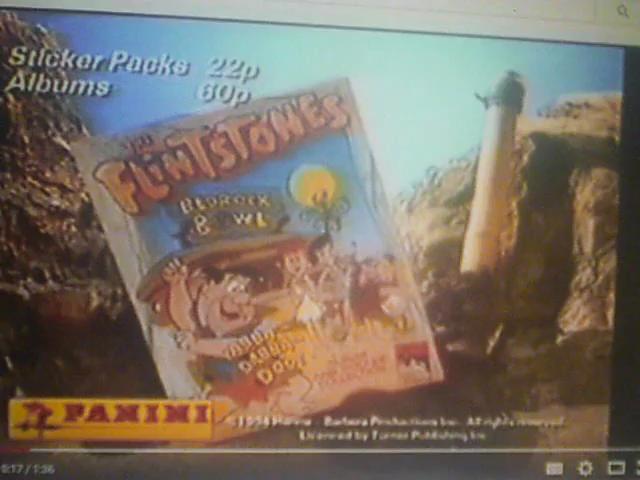 Sticker Packs 22p
Albums 60p
THE
FLINTSTONES
BEDROCK
BOWL
YABBA-
DABBA-
DOO!
PANINI
©1994 Hanna - Barbera Productions Inc. All rights reserved
Licensed by Turner Publishing Inc
0:17 / 1:36